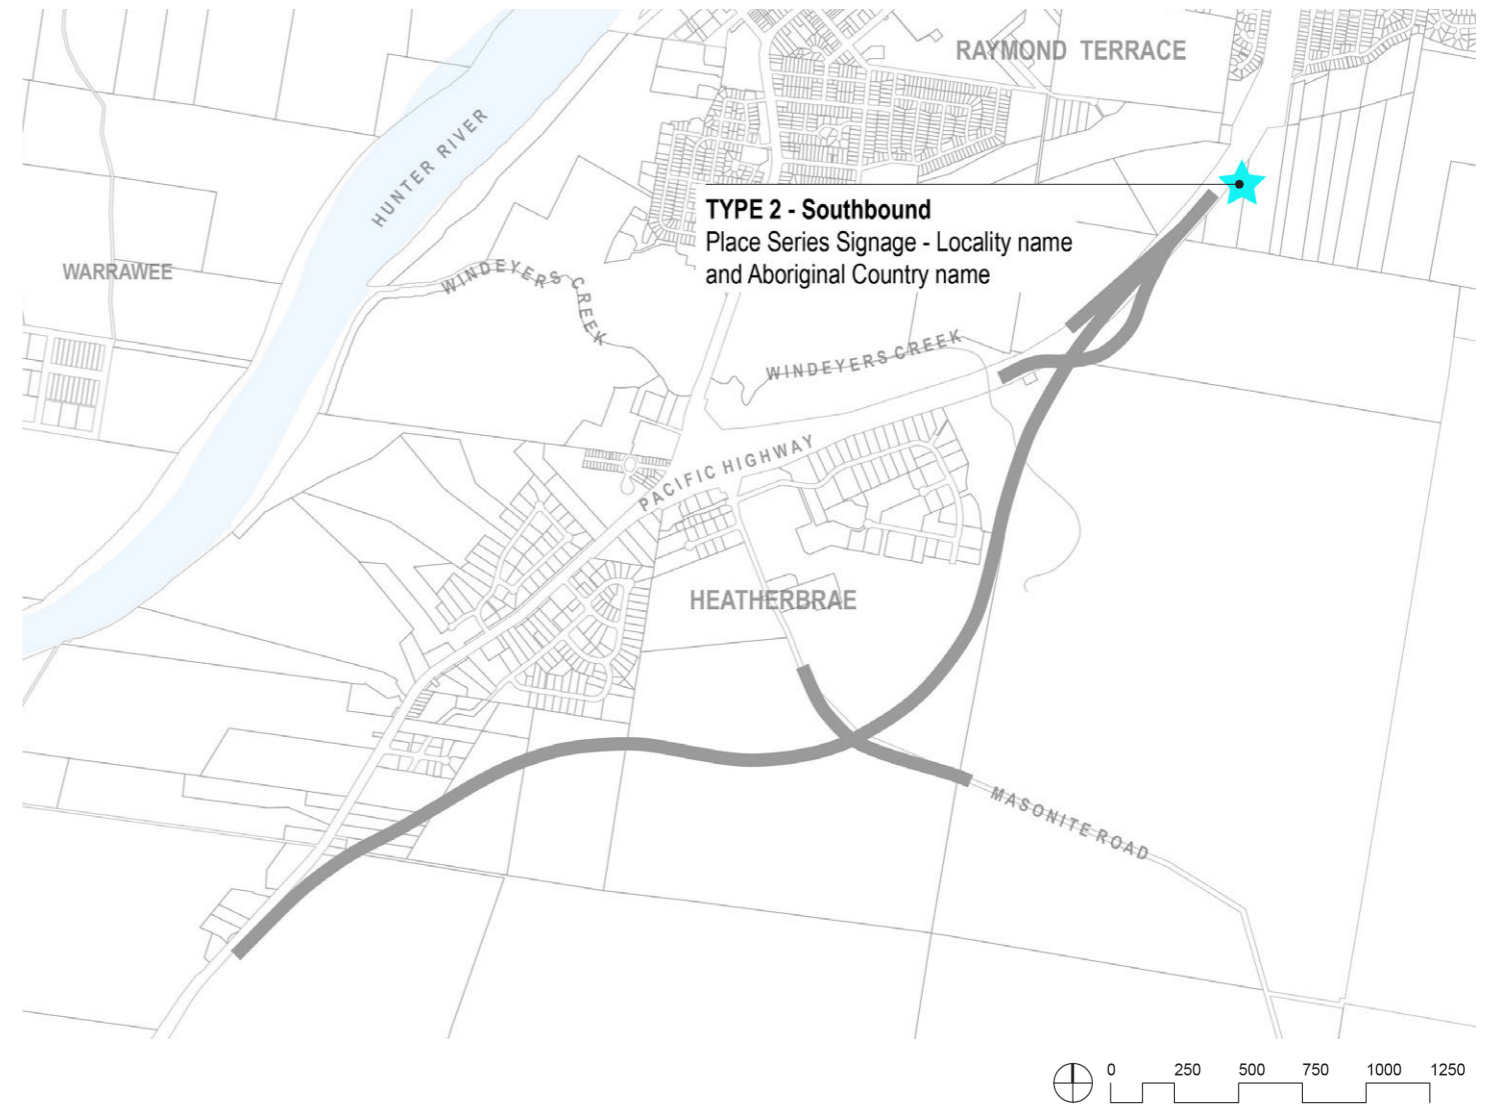 RAYMOND TERRACE
HUNTER RIVER
TYPE 2 - Southbound
Place Series Signage - Locality name
and Aboriginal Country name
WARRAWEE
WINDEYERS CREEK
WINDEYERS CREEK
PACIFIC HIGHWAY
HEATHERBRAE
MASONITE ROAD
0 250 500 750 1000 1250